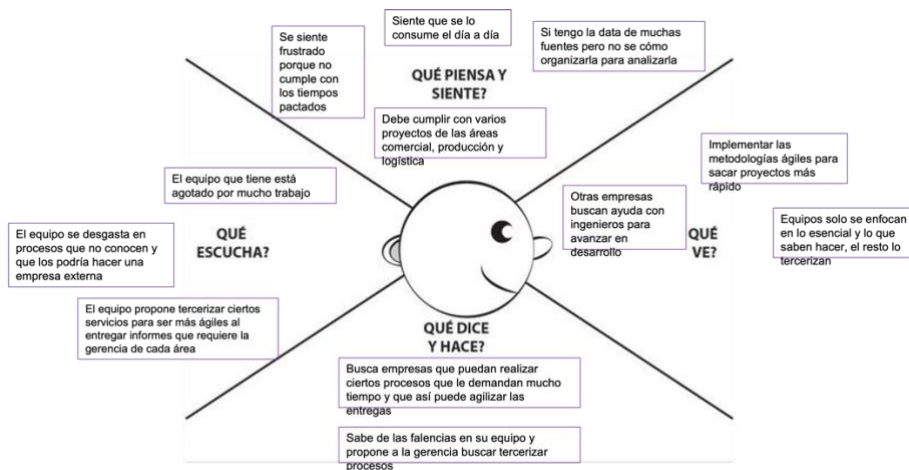 Siente que se lo
consume el día a día
Se siente
frustrado
porque no
cumple con
los tiempos
pactados
Si tengo la data de muchas
fuentes pero no se cómo
organizarla para analizarla
QUÉ PIENSA Y
SIENTE?
Debe cumplir con varios
proyectos de las áreas
comercial, producción y
logística
El equipo que tiene está
agotado por mucho trabajo
QUÉ
ESCUCHA?
El equipo se desgasta en
procesos que no conocen y
que los podría hacer una
empresa externa
El equipo propone tercerizar ciertos
servicios para ser más ágiles al
entregar informes que requiere la
gerencia de cada área
Implementar las
metodologías ágiles para
sacar proyectos más
rápido
Otras empresas
buscan ayuda con
ingenieros para
avanzar en
desarrollo
QUÉ
VE?
Equipos solo se enfocan
en lo esencial y lo que
saben hacer, el resto lo
tercerizan
QUÉ DICE
Y HACE?
Busca empresas que puedan realizar
ciertos procesos que le demandan mucho
tiempo y que así puede agilizar las
entregas
Sabe de las falencias en su equipo y
propone a la gerencia buscar tercerizar
procesos